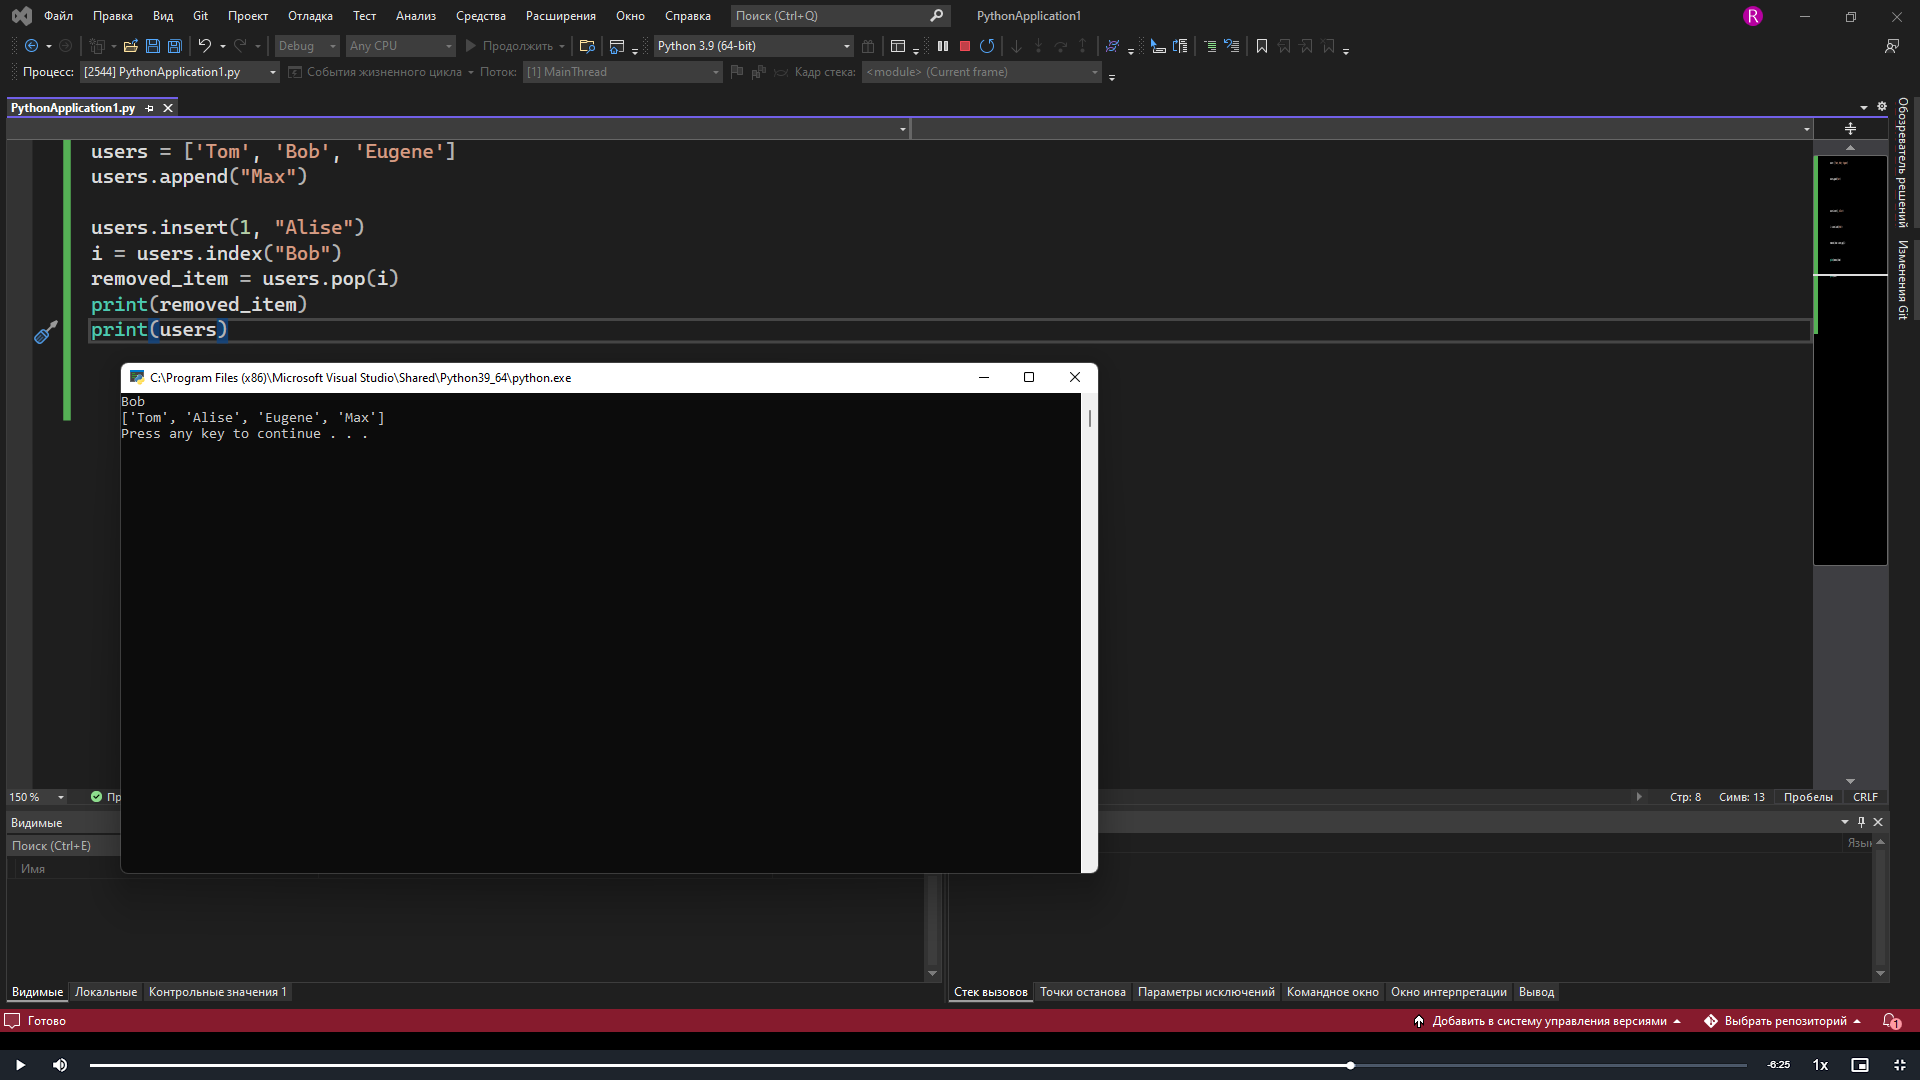 Файл Правка Вид Git Проект Отладка Тест Анализ Средства Расширения Окно Справка Поиск (Ctrl+Q) PythonApplication1 R
Debug Any CPU Продолжить Python 3.9 (64-bit)
Процесс: [2544] PythonApplication1.py События жизненного цикла Поток: [1] MainThread Кадр стека: <module> (Current frame)
PythonApplication1.py
Обозреватель решений
Изменения Git
users = ['Tom', 'Bob', 'Eugene']
users.append("Max")
users.insert(1, "Alise")
i = users.index("Bob")
removed_item = users.pop(i)
print(removed_item)
print(users)
C:\Program Files (x86)\Microsoft Visual Studio\Shared\Python39_64\python.exe
Bob
['Tom', 'Alise', 'Eugene', 'Max']
Press any key to continue . . .
150 % Стр: 8 Симв: 13 Пробелы CRLF
Видимые
Поиск (Ctrl+E)
Имя
Видимые Локальные Контрольные значения 1
Стек вызовов Точки останова Параметры исключений Командное окно Окно интерпретации Вывод
Готово Добавить в систему управления версиями Выбрать репозиторий 1
-6:25 1x